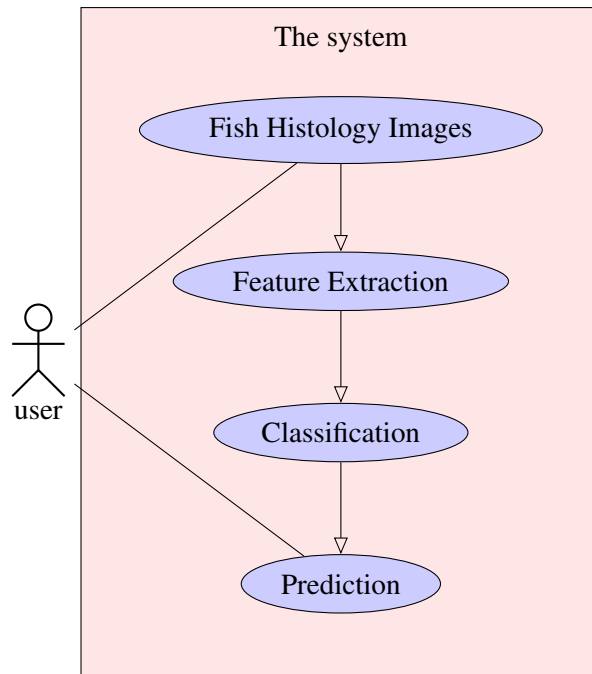 The system
Fish Histology Images
Feature Extraction
user
Classification
Prediction